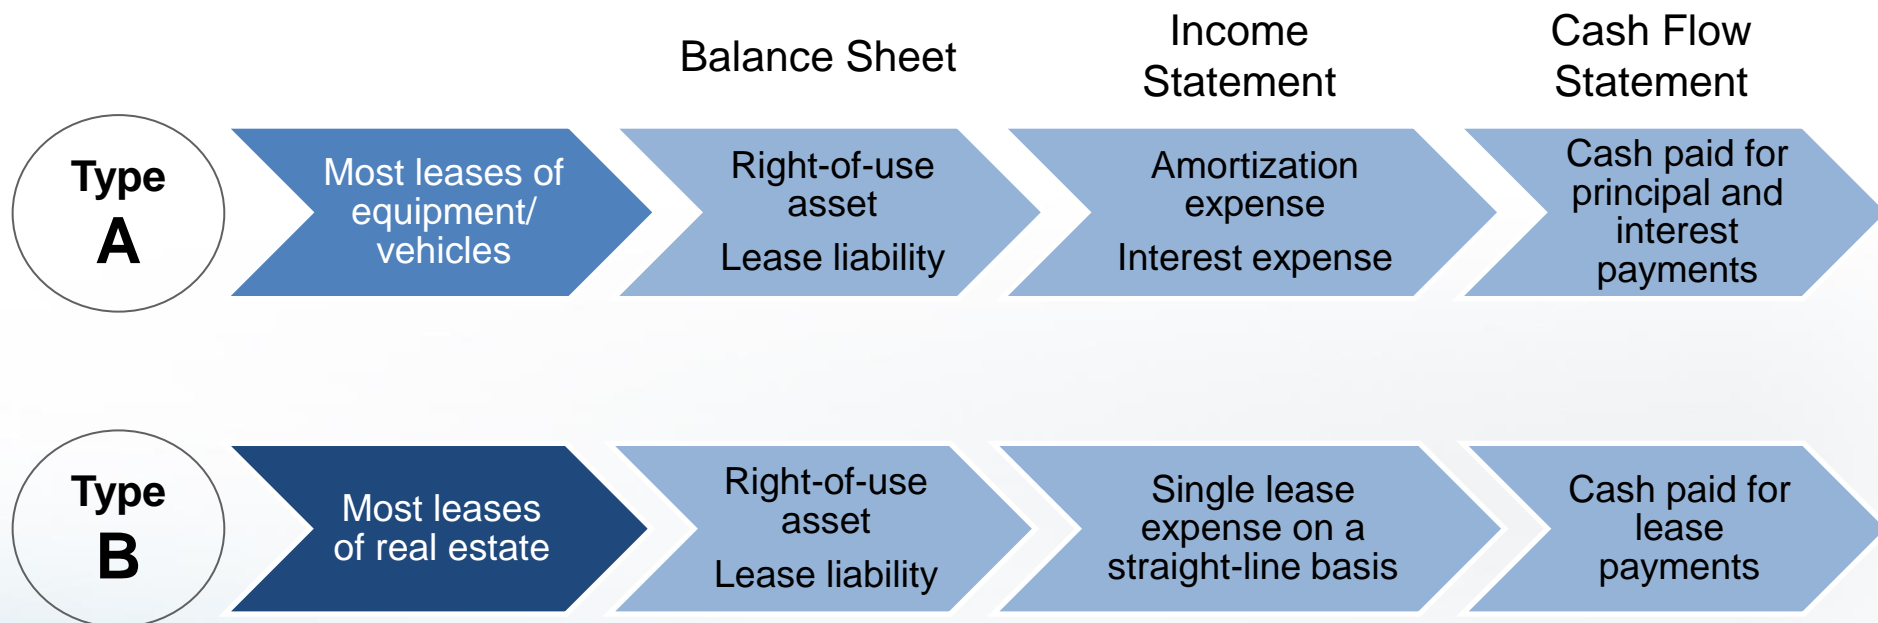 Balance Sheet
Income
Statement
Cash Flow
Statement
Type
A
Most leases of
equipment/
vehicles
Right-of-use
asset
Lease liability
Amortization
expense
Interest expense
Cash paid for
principal and
interest
payments
Type
B
Most leases
of real estate
Right-of-use
asset
Lease liability
Single lease
expense on a
straight-line basis
Cash paid for
lease
payments